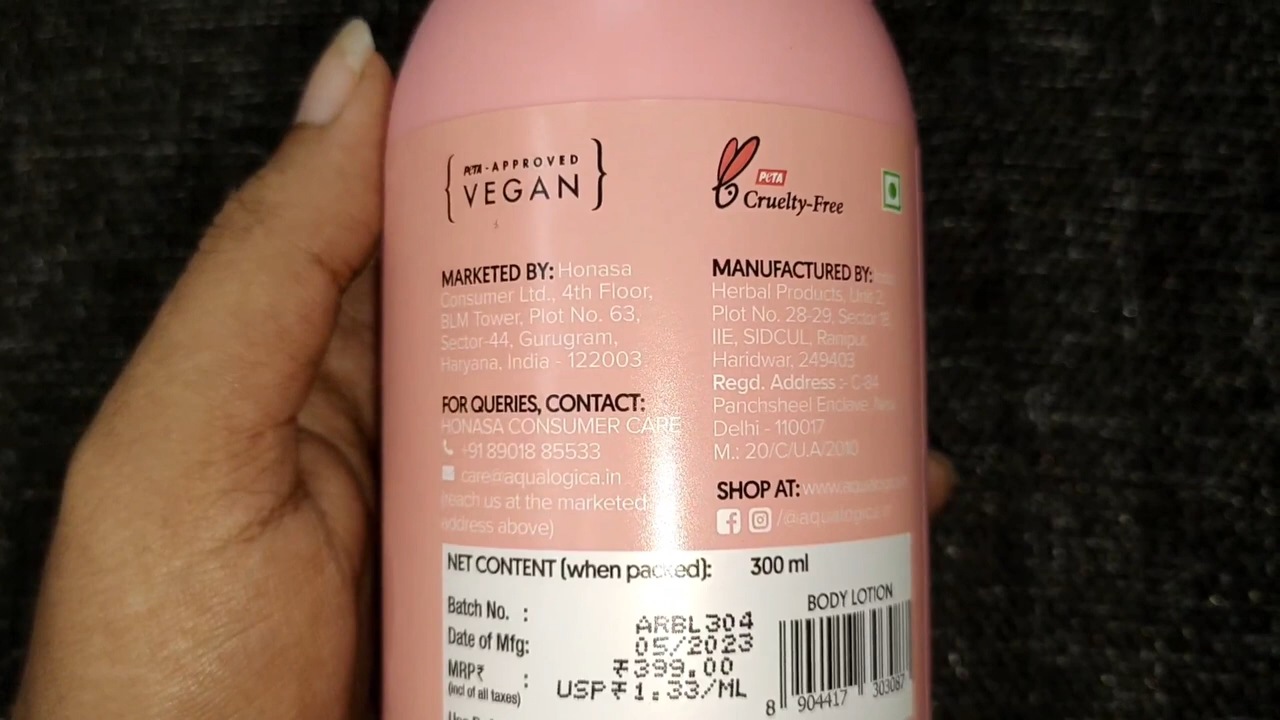 PETA-APPROVED
VEGAN
PETA
Cruelty-Free
MARKETED BY: Honasa
Consumer Ltd., 4th Floor,
BLM Tower, Plot No. 63,
Sector-44, Gurugram,
Haryana, India - 122003
FOR QUERIES, CONTACT:
HONASA CONSUMER CARE
+91 89018 85533
care@aqualogica.in
(reach us at the marketed
address above)
MANUFACTURED BY:
Herbal Products, Unit 2,
Plot No. 28-29, Sector
IIE, SIDCUL, Ranipur,
Haridwar, 249403
Regd. Address :- C-84
Panchsheel Enclave, New
Delhi - 110017
M.: 20/C/U.A/2010
SHOP AT:
/@aqualogica.in
NET CONTENT (when packed): 300 ml
Batch No. : ARBL304
Date of Mfg: 05/2023
MRP₹ : ₹399.00
(incl of all taxes) USP₹1.33/ML
BODY LOTION
8 904417 303087